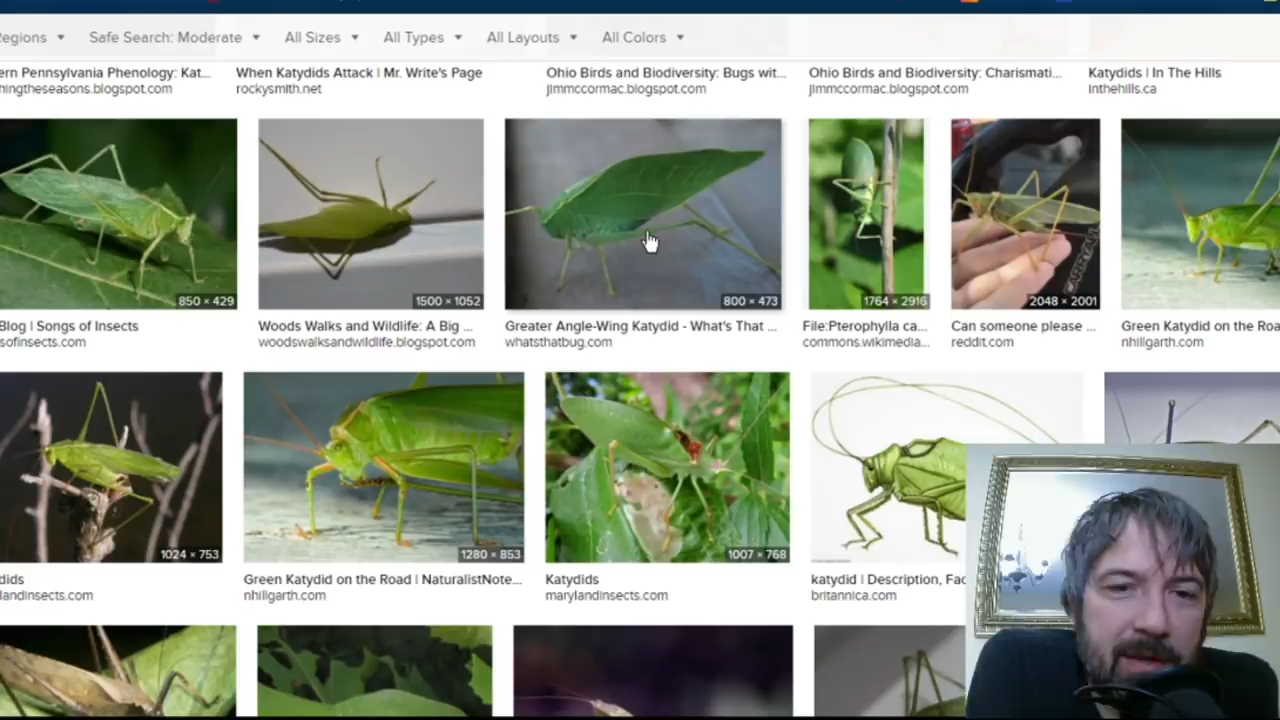 Regions
Safe Search: Moderate
All Sizes
All Types
All Layouts
All Colors
ern Pennsylvania Phenology: Kat...
hingtheseasons.blogspot.com
When Katydids Attack | Mr. Write's Page
rockysmith.net
Ohio Birds and Biodiversity: Bugs wit...
jimmccormac.blogspot.com
Ohio Birds and Biodiversity: Charismati...
jimmccormac.blogspot.com
Katydids | In The Hills
inthehills.ca
850 × 429
1500 × 1052
800 × 473
1764 × 2916
2048 × 2001
Blog | Songs of Insects
sofinsects.com
Woods Walks and Wildlife: A Big ...
woodswalksandwildlife.blogspot.com
Greater Angle-Wing Katydid - What's That ...
whatsthatbug.com
File:Pterophylla ca...
commons.wikimedia...
Can someone please ...
reddit.com
Green Katydid on the Roa
nhillgarth.com
1024 × 753
1280 × 853
1007 × 768
dids
landinsects.com
Green Katydid on the Road | NaturalistNote...
nhillgarth.com
Katydids
marylandinsects.com
katydid | Description, Fac
britannica.com